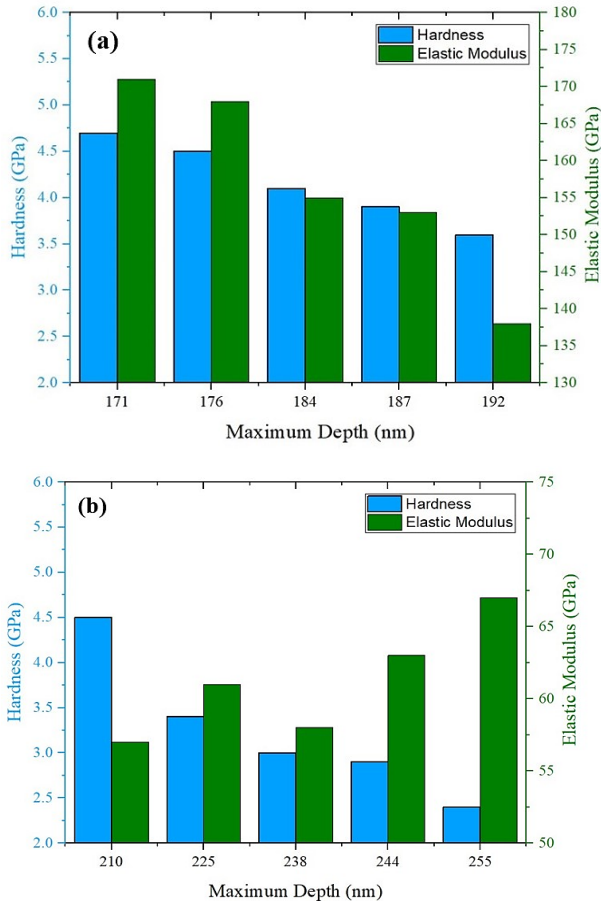 (a)
Hardness
Elastic Modulus
6.0
5.5
5.0
4.5
4.0
3.5
3.0
2.5
2.0
Hardness (GPa)
180
175
170
165
160
155
150
145
140
135
130
Elastic Modulus (GPa)
171 176 184 187 192
Maximum Depth (nm)
(b)
Hardness
Elastic Modulus
6.0
5.5
5.0
4.5
4.0
3.5
3.0
2.5
2.0
Hardness (GPa)
75
70
65
60
55
50
Elastic Modulus (GPa)
210 225 238 244 255
Maximum Depth (nm)